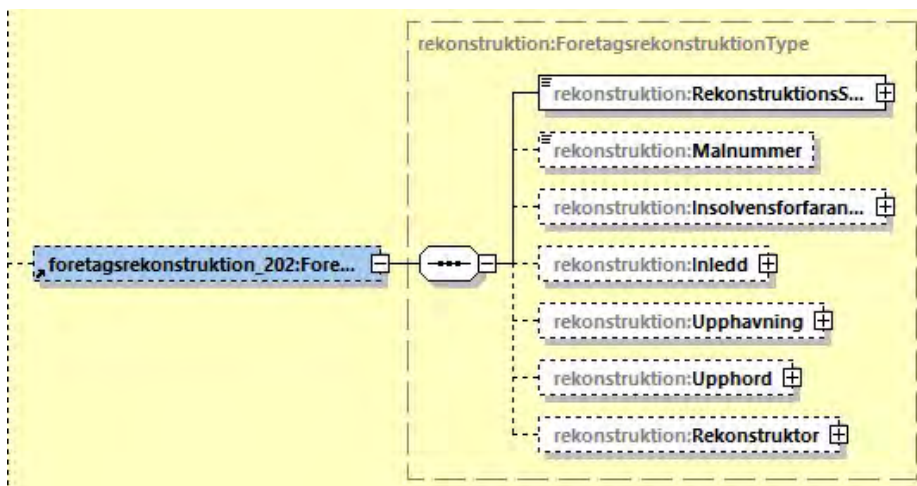 rekonstruktion:ForetagsrekonstruktionType
rekonstruktion:RekonstruktionsS...
rekonstruktion:Malnummer
rekonstruktion:Insolvensforfaran...
foretagsrekonstruktion_202:Fore...
rekonstruktion:Inledd
rekonstruktion:Upphavning
rekonstruktion:Upphord
rekonstruktion:Rekonstruktor